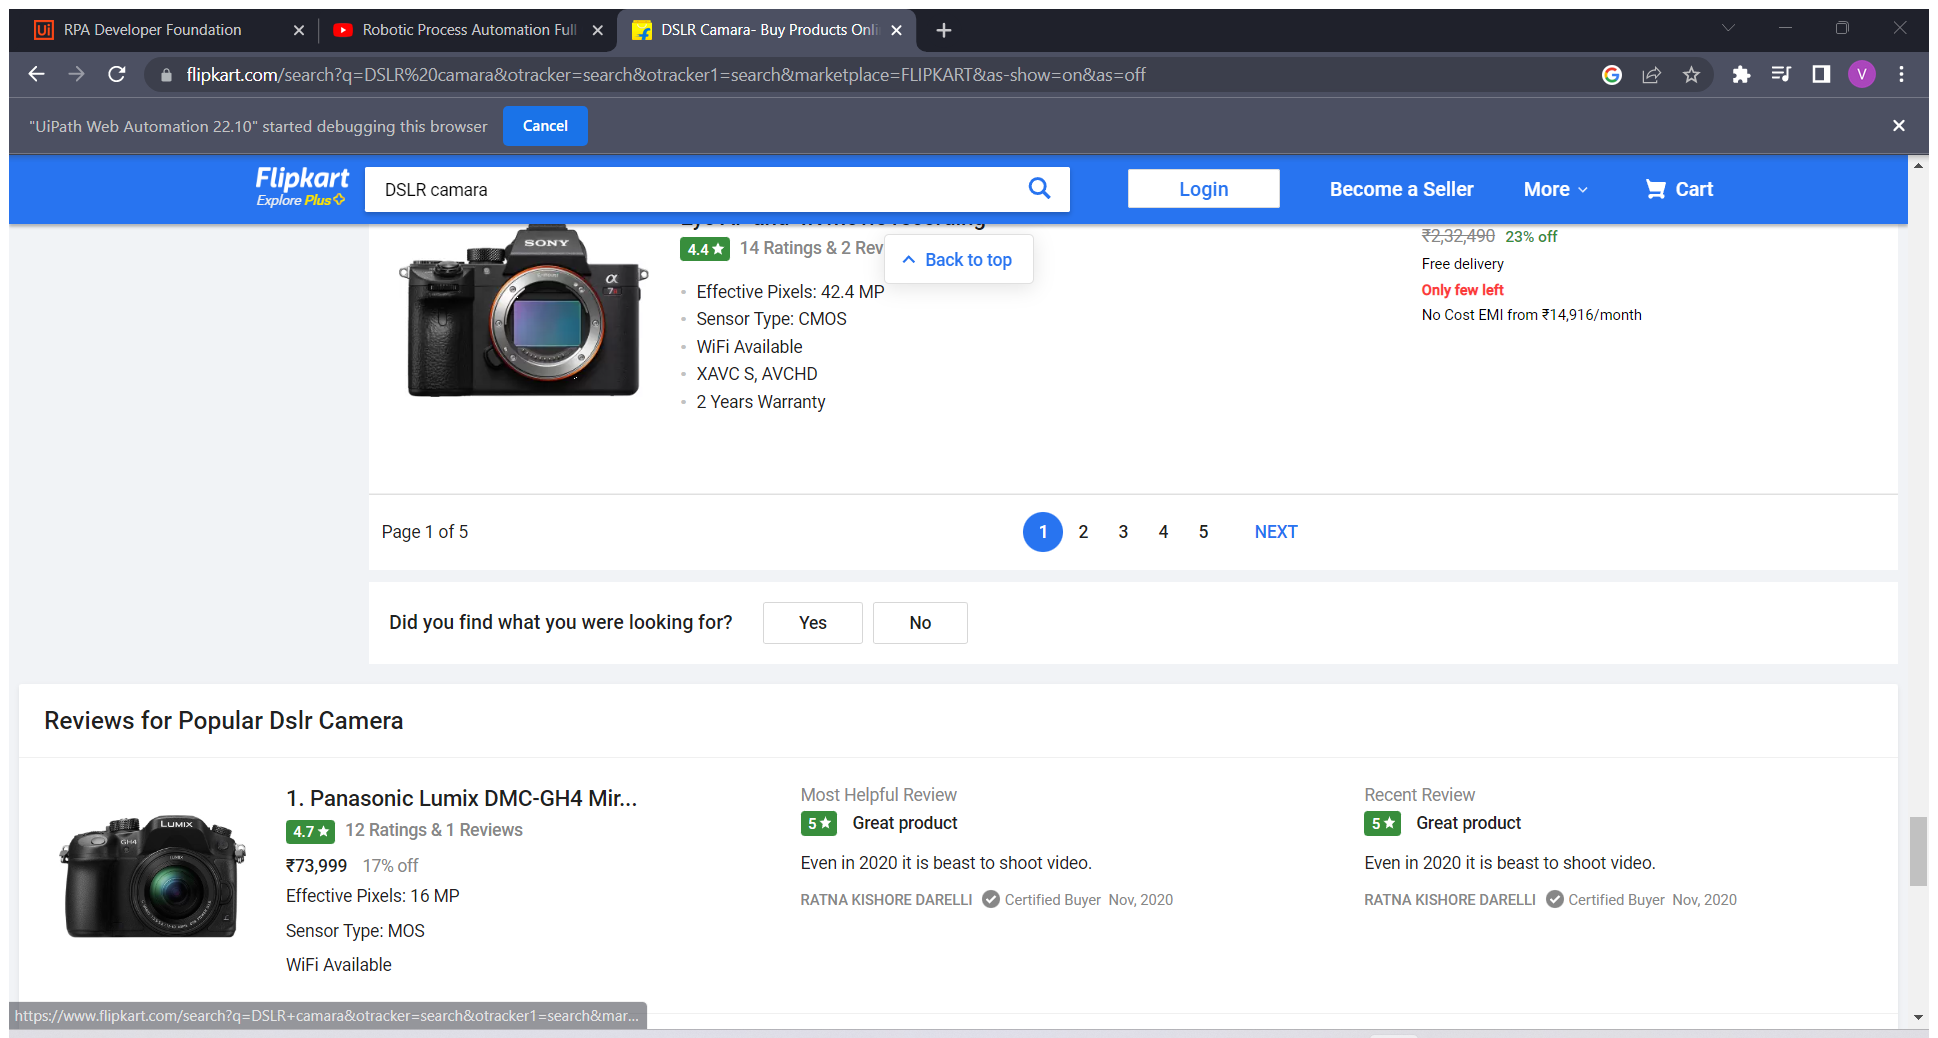 RPA Developer Foundation
Robotic Process Automation Full
DSLR Camara- Buy Products Onli
flipkart.com/search?q=DSLR%20camara&otracker=search&otracker1=search&marketplace=FLIPKART&as-show=on&as=off
V
"UiPath Web Automation 22.10" started debugging this browser
Cancel
Flipkart
Explore Plus
DSLR camara
Login
Become a Seller
More
Cart
SONY
α
4.4★ 14 Ratings & 2 Rev
Back to top
Effective Pixels: 42.4 MP
Sensor Type: CMOS
WiFi Available
XAVC S, AVCHD
2 Years Warranty
₹2,32,490 23% off
Free delivery
Only few left
No Cost EMI from ₹14,916/month
Page 1 of 5
1 2 3 4 5 NEXT
Did you find what you were looking for?
Yes
No
Reviews for Popular Dslr Camera
LUMIX
GH4
1. Panasonic Lumix DMC-GH4 Mir...
4.7★ 12 Ratings & 1 Reviews
₹73,999 17% off
Effective Pixels: 16 MP
Sensor Type: MOS
WiFi Available
Most Helpful Review
5★ Great product
Even in 2020 it is beast to shoot video.
RATNA KISHORE DARELLI Certified Buyer Nov, 2020
Recent Review
5★ Great product
Even in 2020 it is beast to shoot video.
RATNA KISHORE DARELLI Certified Buyer Nov, 2020
https://www.flipkart.com/search?q=DSLR+camara&otracker=search&otracker1=search&mar...